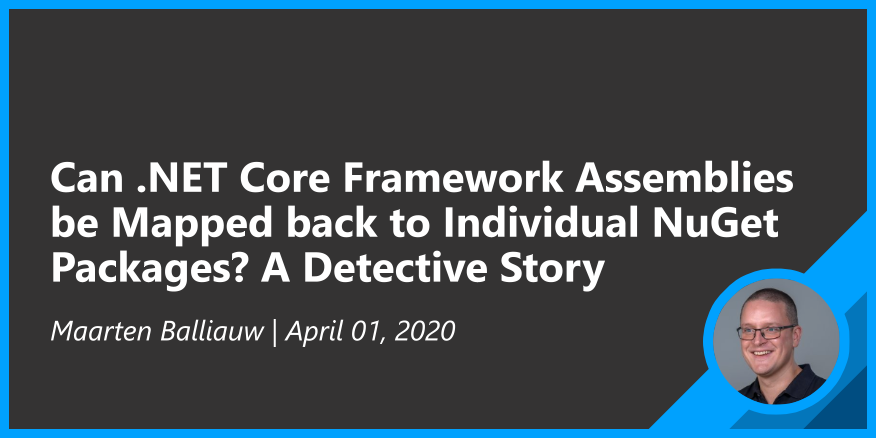 Can .NET Core Framework Assemblies
be Mapped back to Individual NuGet
Packages? A Detective Story
Maarten Balliauw | April 01, 2020